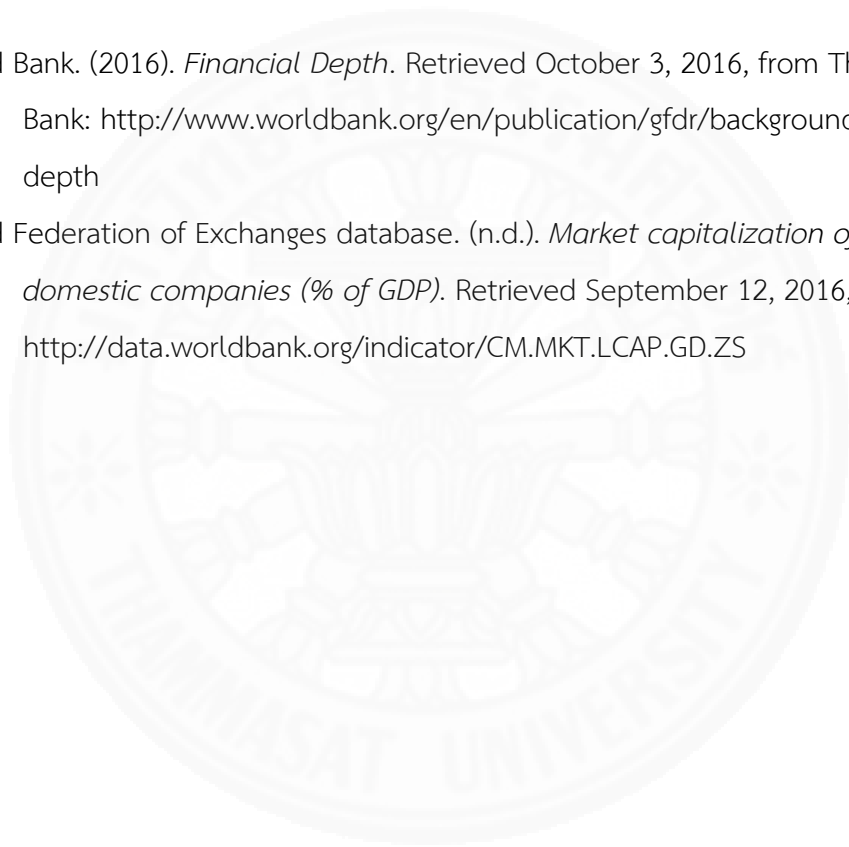 Bank. (2016). Financial Depth. Retrieved October 3, 2016, from
Bank: http://www.worldbank.org/en/publication/gfdr/background
depth
Federation of Exchanges database. (n.d.). Market capitalization
domestic companies (% of GDP). Retrieved September 12, 2016,
http://data.worldbank.org/indicator/CM.MKT.LCAP.GD.ZS
THAMMASAT UNIVERSITY